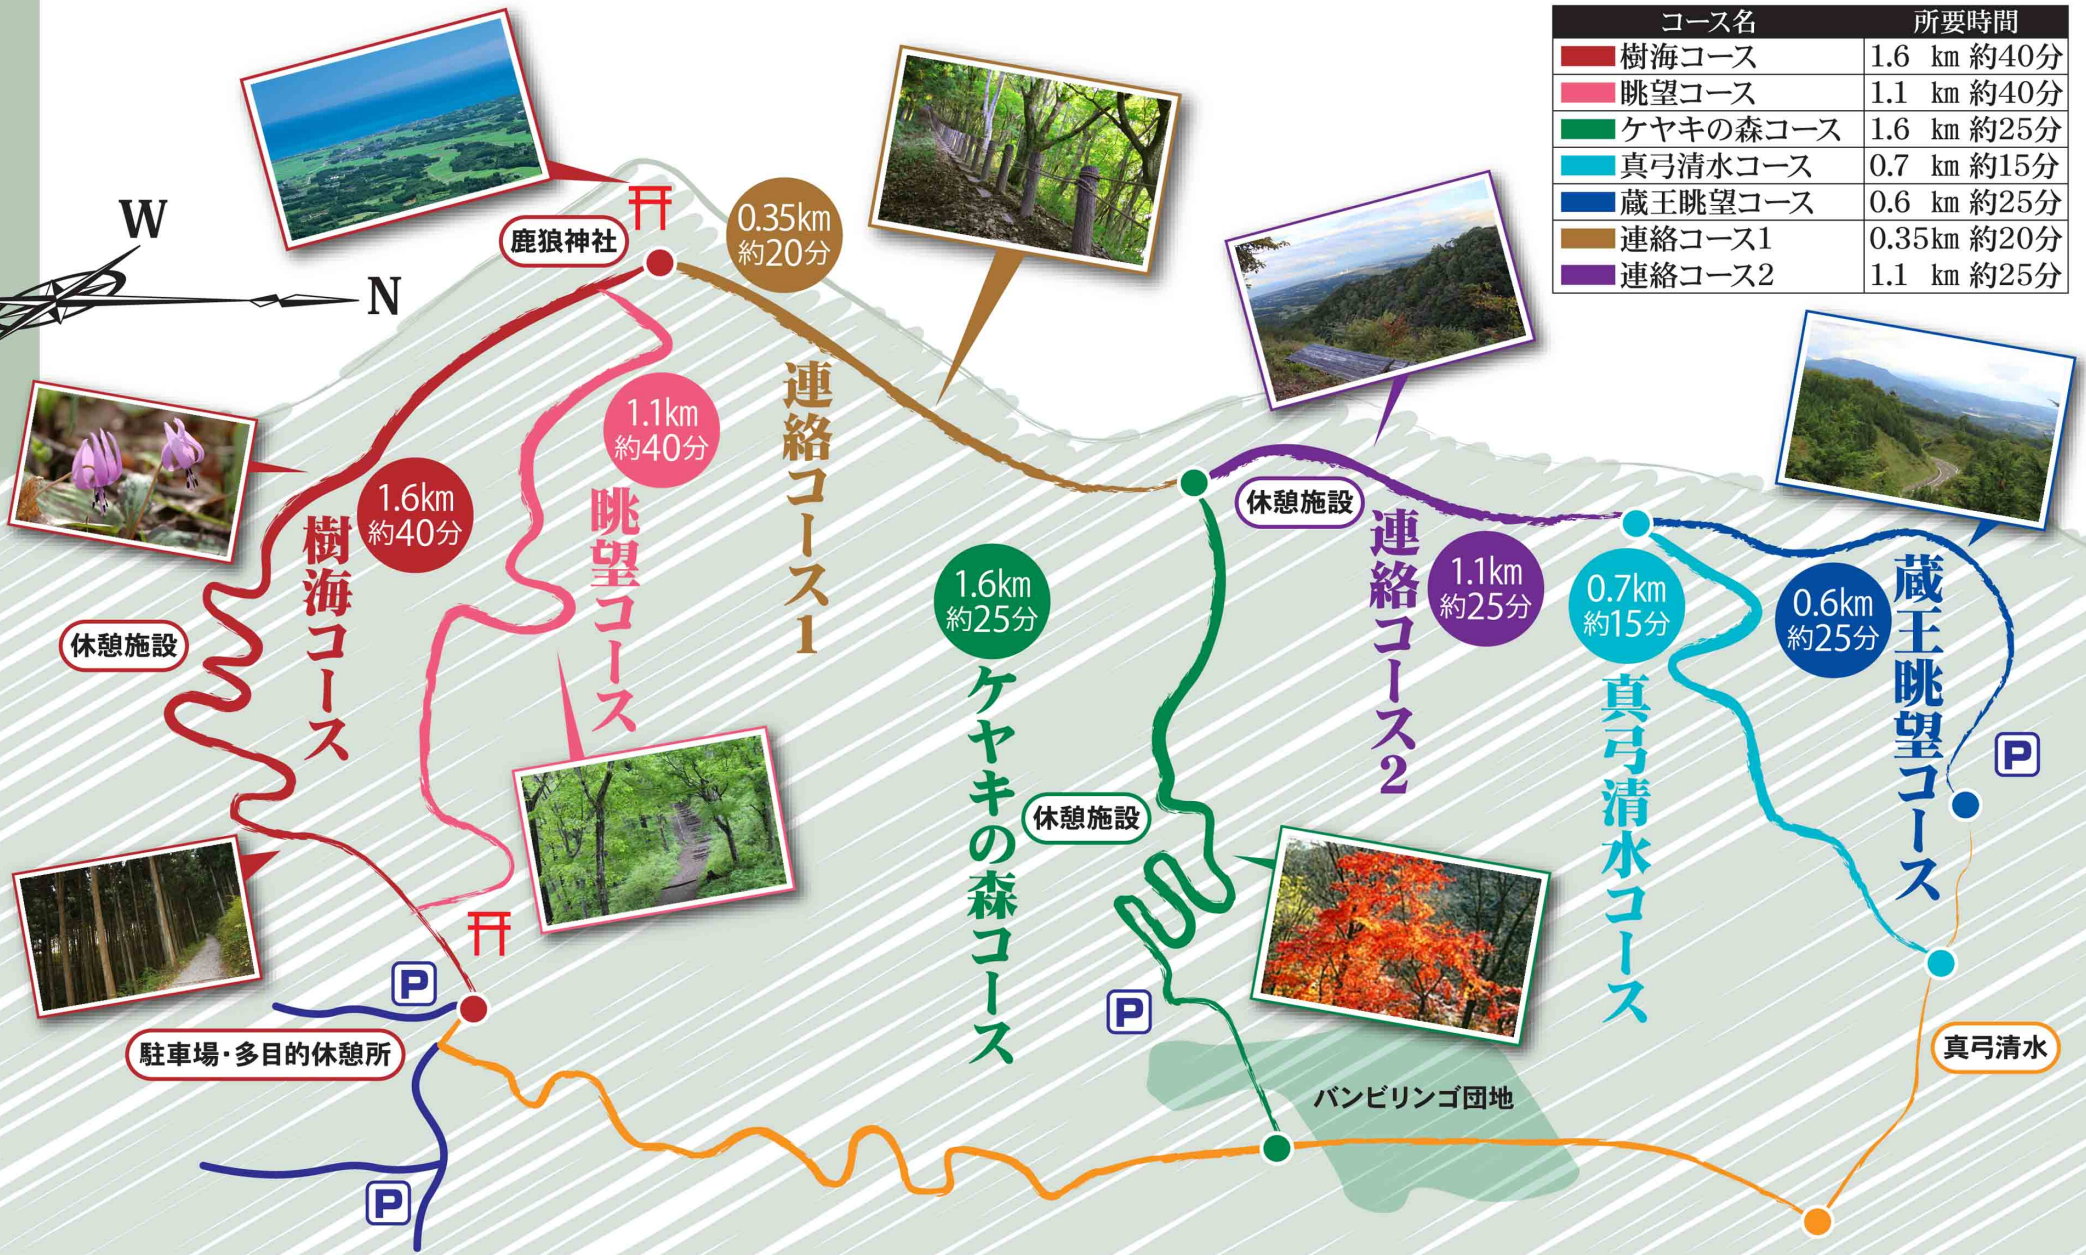 コース名 所要時間
樹海コース 1.6 km 約40分
眺望コース 1.1 km 約40分
ケヤキの森コース 1.6 km 約25分
真弓清水コース 0.7 km 約15分
蔵王眺望コース 0.6 km 約25分
連絡コース1 0.35km 約20分
連絡コース2 1.1 km 約25分
W
N
鹿狼神社
0.35km
約20分
連絡コース1
1.1km
約40分
眺望コース
1.6km
約40分
樹海コース
休憩施設
休憩施設
連絡コース2
1.1km
約25分
1.6km
約25分
ケヤキの森コース
休憩施設
0.7km
約15分
真弓清水コース
0.6km
約25分
蔵王眺望コース
P
P
P
駐車場・多目的休憩所
P
バンビリンゴ団地
真弓清水